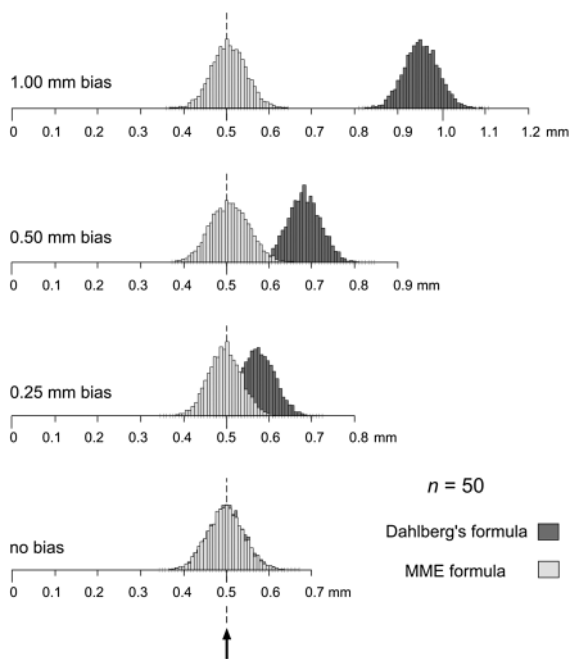 1.00 mm bias
0 0.1 0.2 0.3 0.4 0.5 0.6 0.7 0.8 0.9 1.0 1.1 1.2 mm
0.50 mm bias
0 0.1 0.2 0.3 0.4 0.5 0.6 0.7 0.8 0.9 mm
0.25 mm bias
0 0.1 0.2 0.3 0.4 0.5 0.6 0.7 0.8 mm
n = 50
Dahlberg's formula
no bias
MME formula
0 0.1 0.2 0.3 0.4 0.5 0.6 0.7 mm